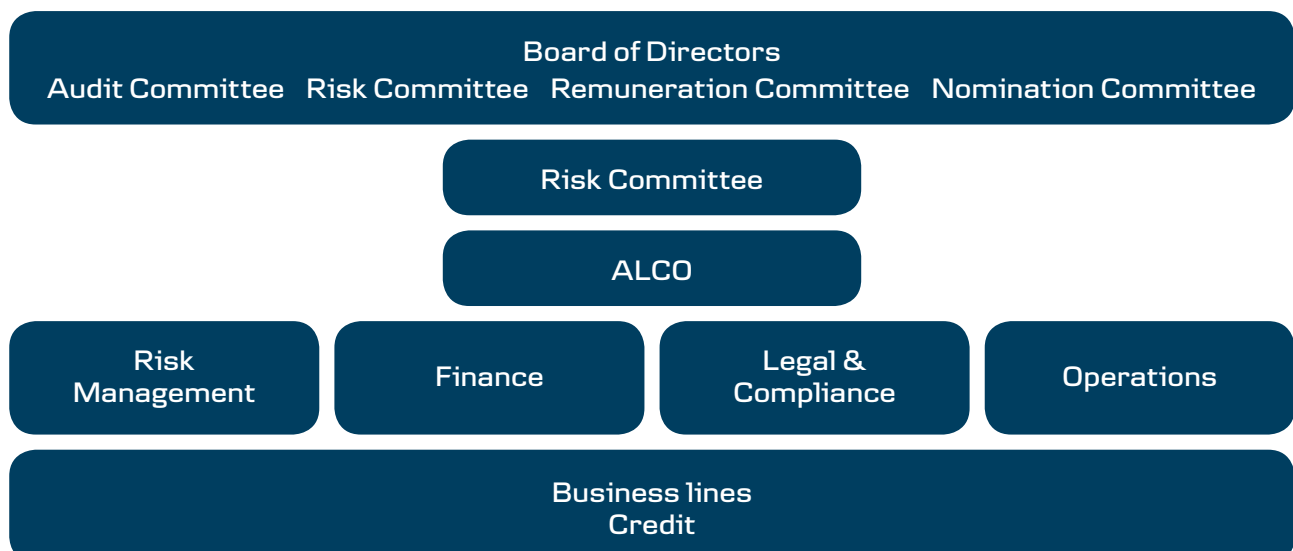 Board of Directors
Audit Committee Risk Committee Remuneration Committee Nomination Committee
Risk Committee
ALCO
Risk
Management
Finance
Legal &
Compliance
Operations
Business lines
Credit